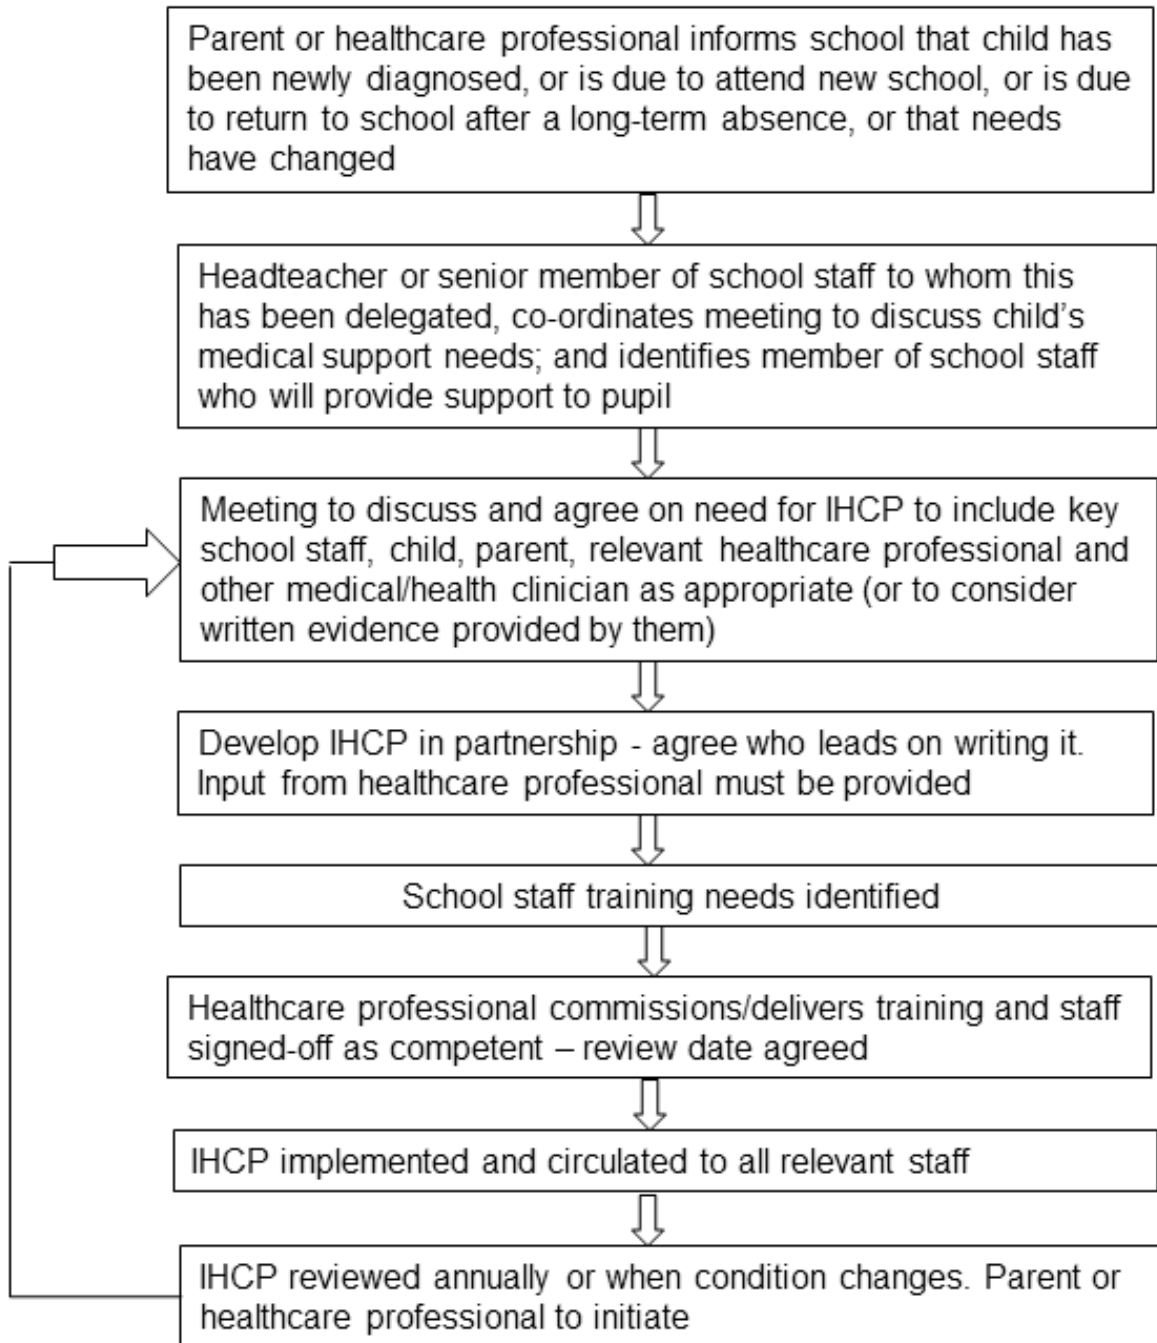 Parent or healthcare professional informs school that child has
been newly diagnosed, or is due to attend new school, or is due
to return to school after a long-term absence, or that needs
have changed
Headteacher or senior member of school staff to whom this
has been delegated, co-ordinates meeting to discuss child’s
medical support needs; and identifies member of school staff
who will provide support to pupil
Meeting to discuss and agree on need for IHCP to include key
school staff, child, parent, relevant healthcare professional and
other medical/health clinician as appropriate (or to consider
written evidence provided by them)
Develop IHCP in partnership - agree who leads on writing it.
Input from healthcare professional must be provided
School staff training needs identified
Healthcare professional commissions/delivers training and staff
signed-off as competent – review date agreed
IHCP implemented and circulated to all relevant staff
IHCP reviewed annually or when condition changes. Parent or
healthcare professional to initiate